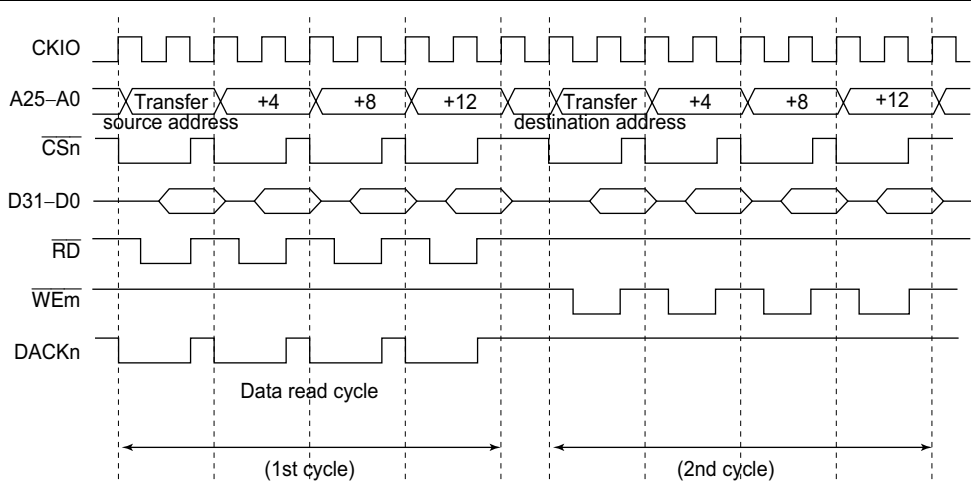 CKIO
A25–A0
Transfer source address
+4
+8
+12
Transfer destination address
+4
+8
+12
CSn
D31–D0
RD
WEm
DACKn
Data read cycle
(1st cycle)
(2nd cycle)